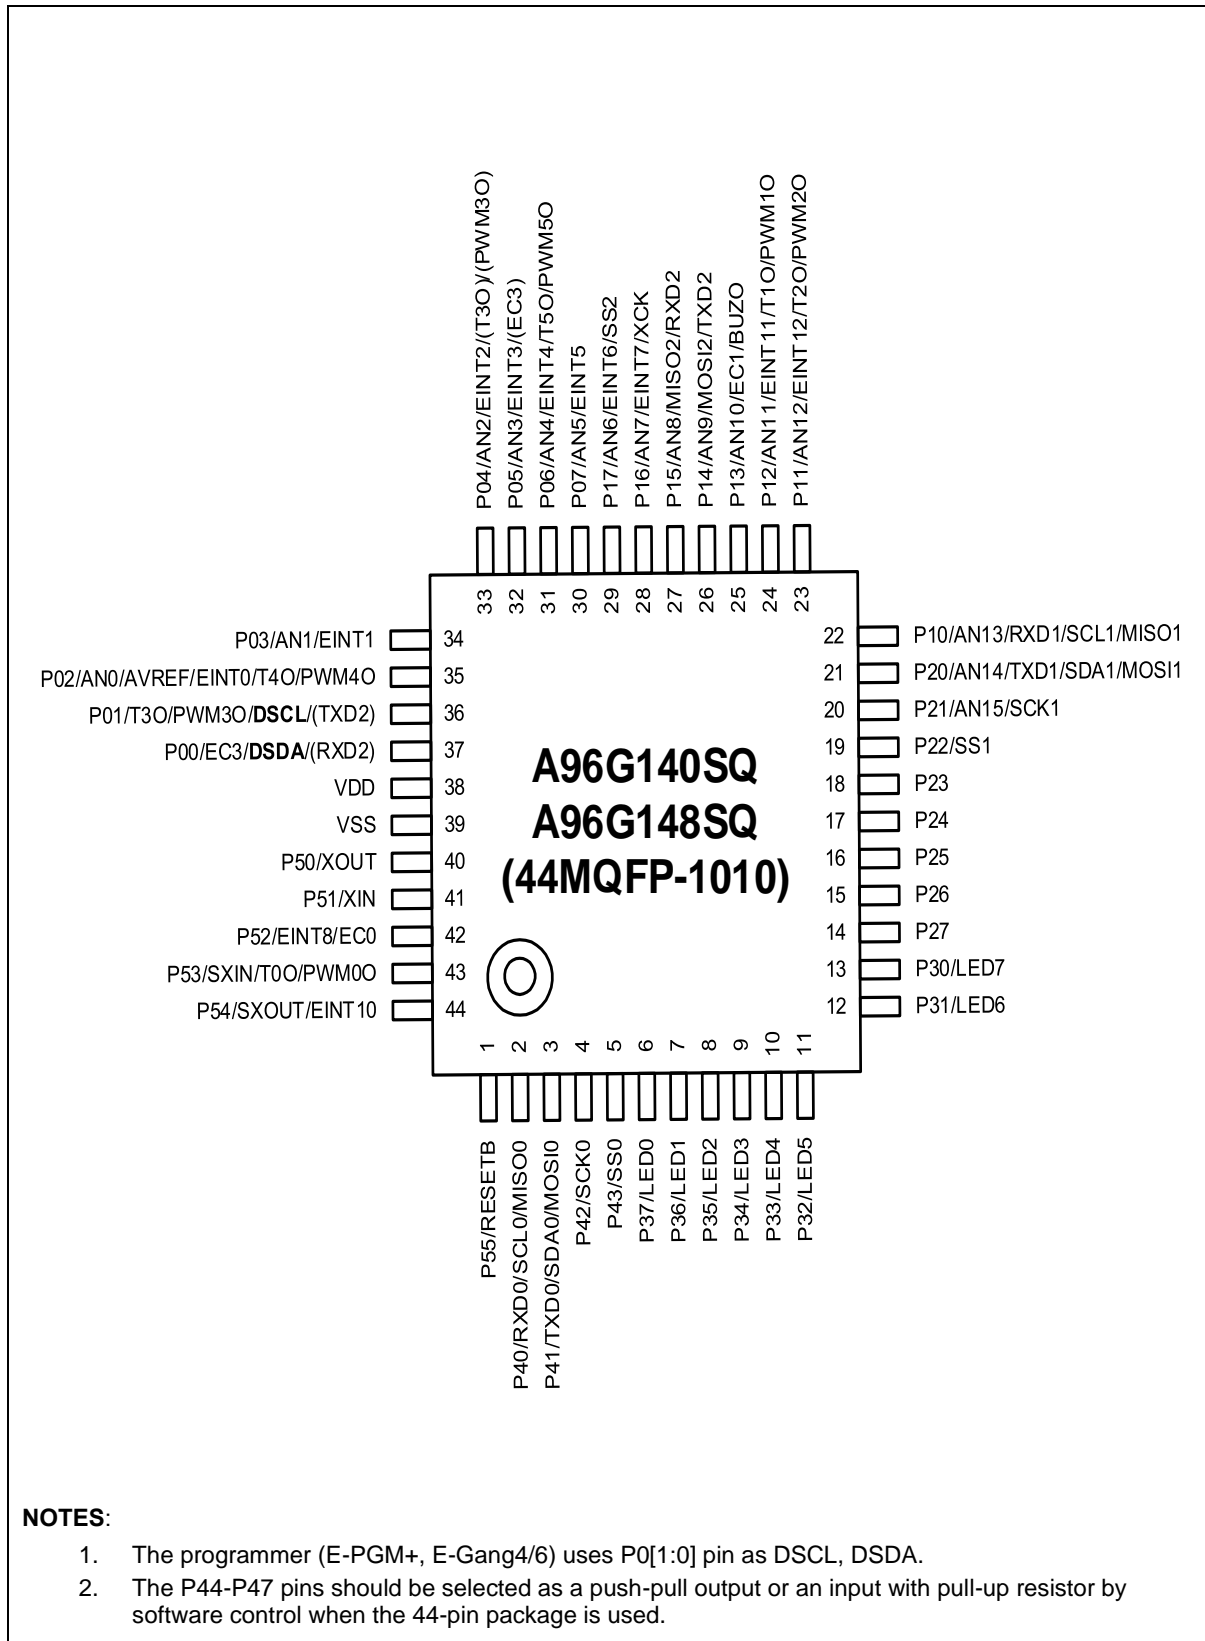 P04/AN2/EINT2/(T3O)/(PWM3O)
P05/AN3/EINT3/(EC3)
P06/AN4/EINT4/T5O/PWM5O
P07/AN5/EINT5
P17/AN6/EINT6/SS2
P16/AN7/EINT7/XCK
P15/AN8/MISO2/RXD2
P14/AN9/MOSI2/TXD2
P13/AN10/EC1/BUZO
P12/AN11/EINT11/T1O/PWM1O
P11/AN12/EINT12/T2O/PWM2O
33 32 31 30 29 28 27 26 25 24 23
P03/AN1/EINT1 34
P02/AN0/AVREF/EINT0/T4O/PWM4O 35
P01/T3O/PWM3O/DSCL/(TXD2) 36
P00/EC3/DSDA/(RXD2) 37
VDD 38
VSS 39
P50/XOUT 40
P51/XIN 41
P52/EINT8/EC0 42
P53/SXIN/T0O/PWM0O 43
P54/SXOUT/EINT10 44
A96G140SQ
A96G148SQ
(44MQFP-1010)
22 P10/AN13/RXD1/SCL1/MISO1
21 P20/AN14/TXD1/SDA1/MOSI1
20 P21/AN15/SCK1
19 P22/SS1
18 P23
17 P24
16 P25
15 P26
14 P27
13 P30/LED7
12 P31/LED6
1 2 3 4 5 6 7 8 9 10 11
P55/RESETB
P40/RXD0/SCL0/MISO0
P41/TXD0/SDA0/MOSI0
P42/SCK0
P43/SS0
P37/LED0
P36/LED1
P35/LED2
P34/LED3
P33/LED4
P32/LED5
NOTES:
1. The programmer (E-PGM+, E-Gang4/6) uses P0[1:0] pin as DSCL, DSDA.
2. The P44-P47 pins should be selected as a push-pull output or an input with pull-up resistor by
software control when the 44-pin package is used.